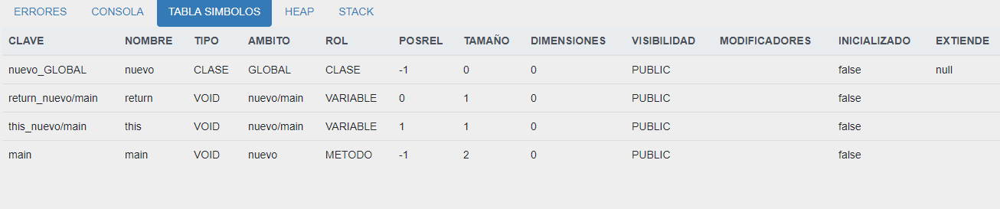 ERRORES CONSOLA TABLA SIMBOLOS HEAP STACK
CLAVE NOMBRE TIPO AMBITO ROL POSREL TAMAÑO DIMENSIONES VISIBILIDAD MODIFICADORES INICIALIZADO EXTIENDE
nuevo_GLOBAL nuevo CLASE GLOBAL CLASE -1 0 0 PUBLIC false null
return_nuevo/main return VOID nuevo/main VARIABLE 0 1 0 PUBLIC false
this_nuevo/main this VOID nuevo/main VARIABLE 1 1 0 PUBLIC false
main main VOID nuevo METODO -1 2 0 PUBLIC false